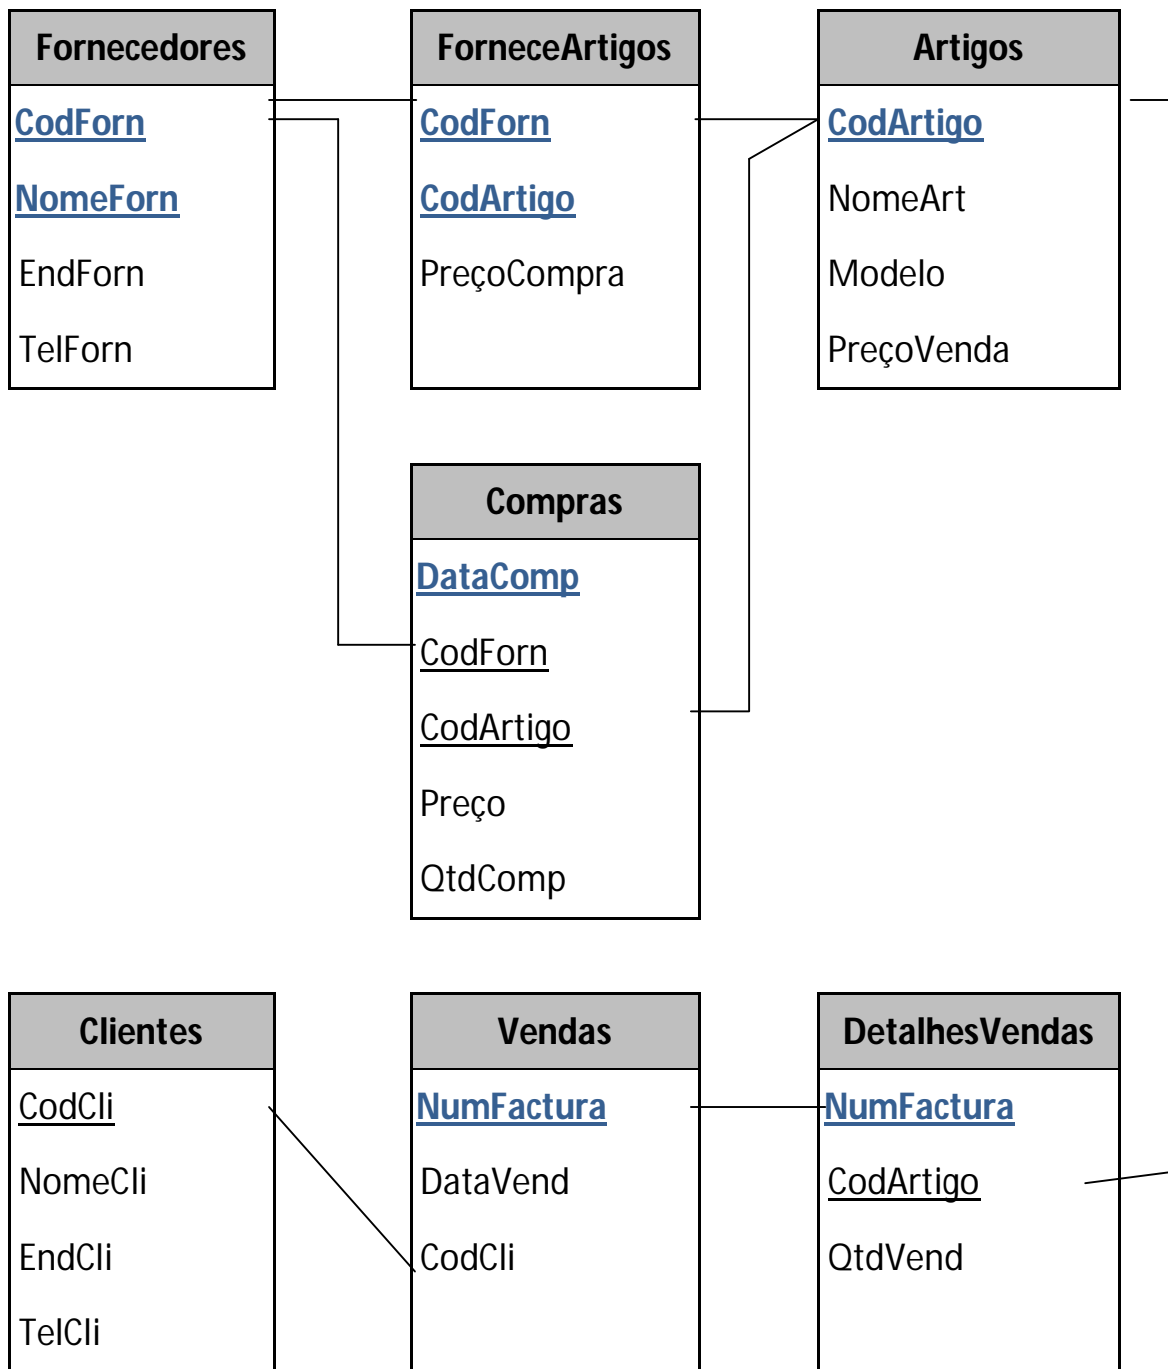 Fornecedores
CodForn
NomeForn
EndForn
TelForn
ForneceArtigos
CodForn
CodArtigo
PreçoCompra
Artigos
CodArtigo
NomeArt
Modelo
PreçoVenda
Compras
DataComp
CodForn
CodArtigo
Preço
QtdComp
Clientes
CodCli
NomeCli
EndCli
TelCli
Vendas
NumFactura
DataVend
CodCli
DetalhesVendas
NumFactura
CodArtigo
QtdVend